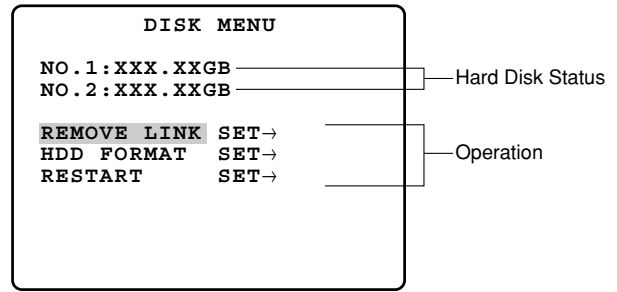 DISK MENU
NO.1:XXX.XXGB
NO.2:XXX.XXGB
Hard Disk Status
REMOVE LINK SET→
HDD FORMAT SET→
RESTART SET→
Operation